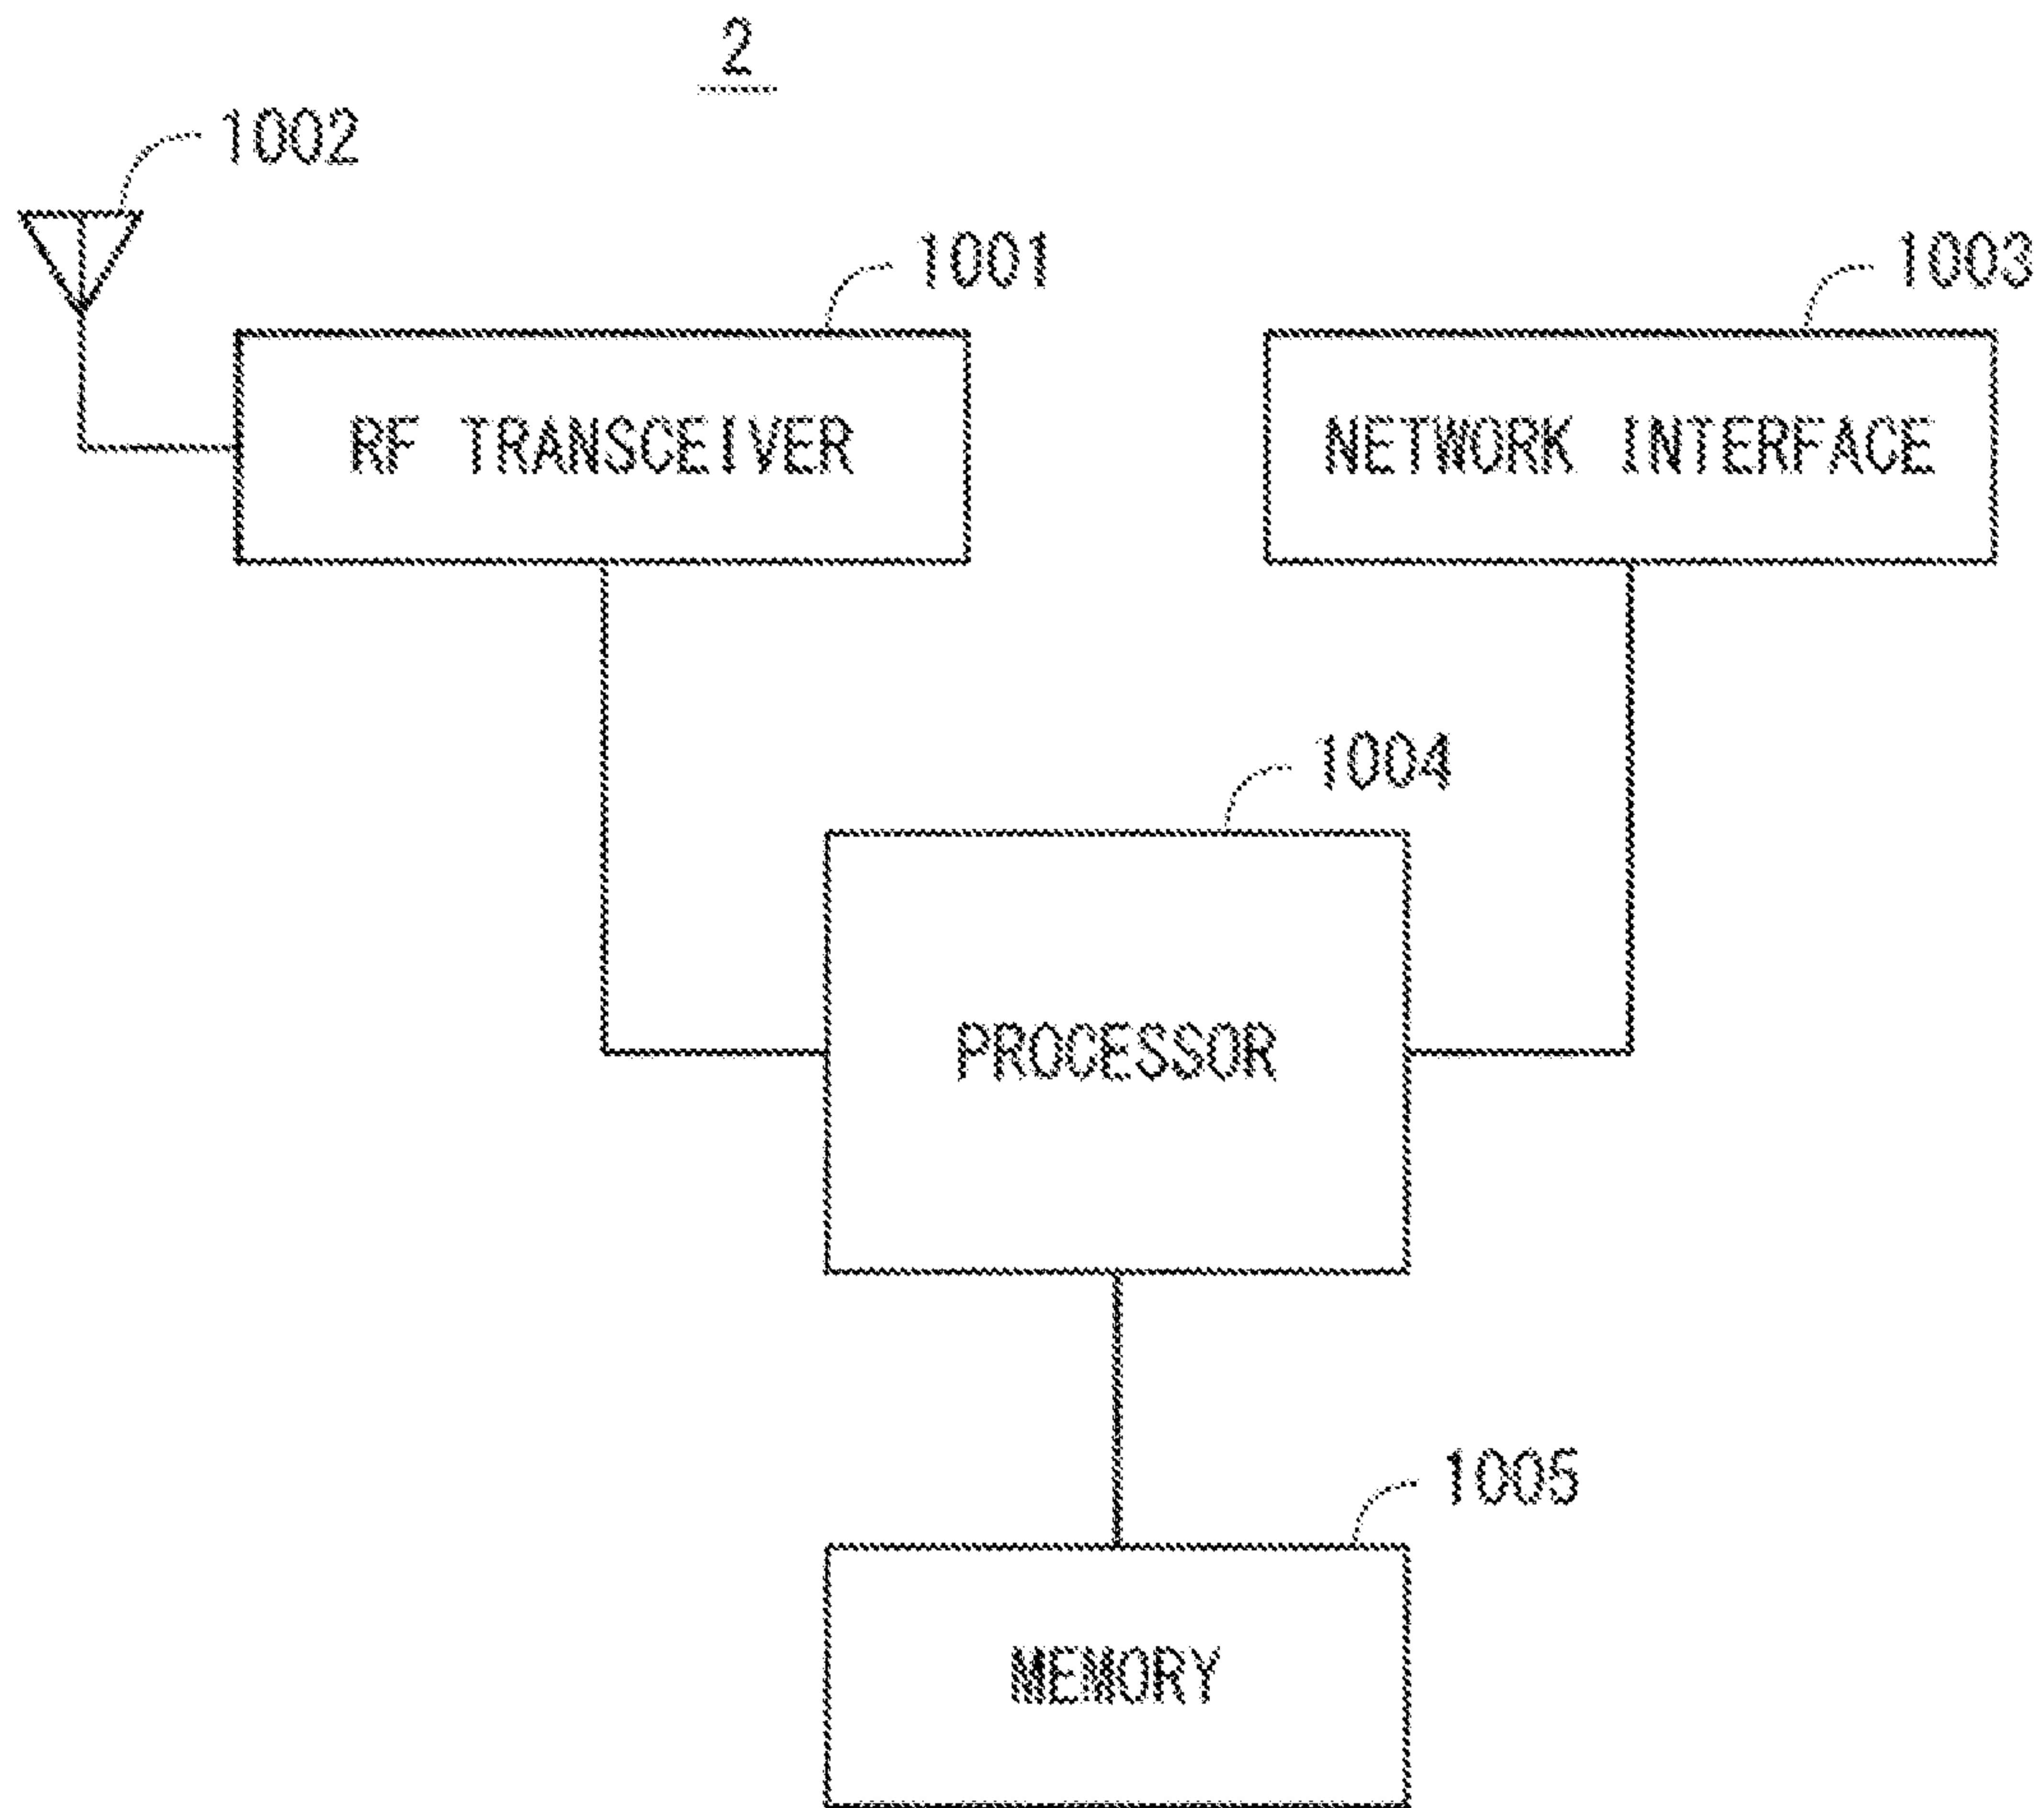 2
1002
1001
1003
RF TRANSCEIVER
NETWORK INTERFACE
1004
PROCESSOR
1005
MEMORY